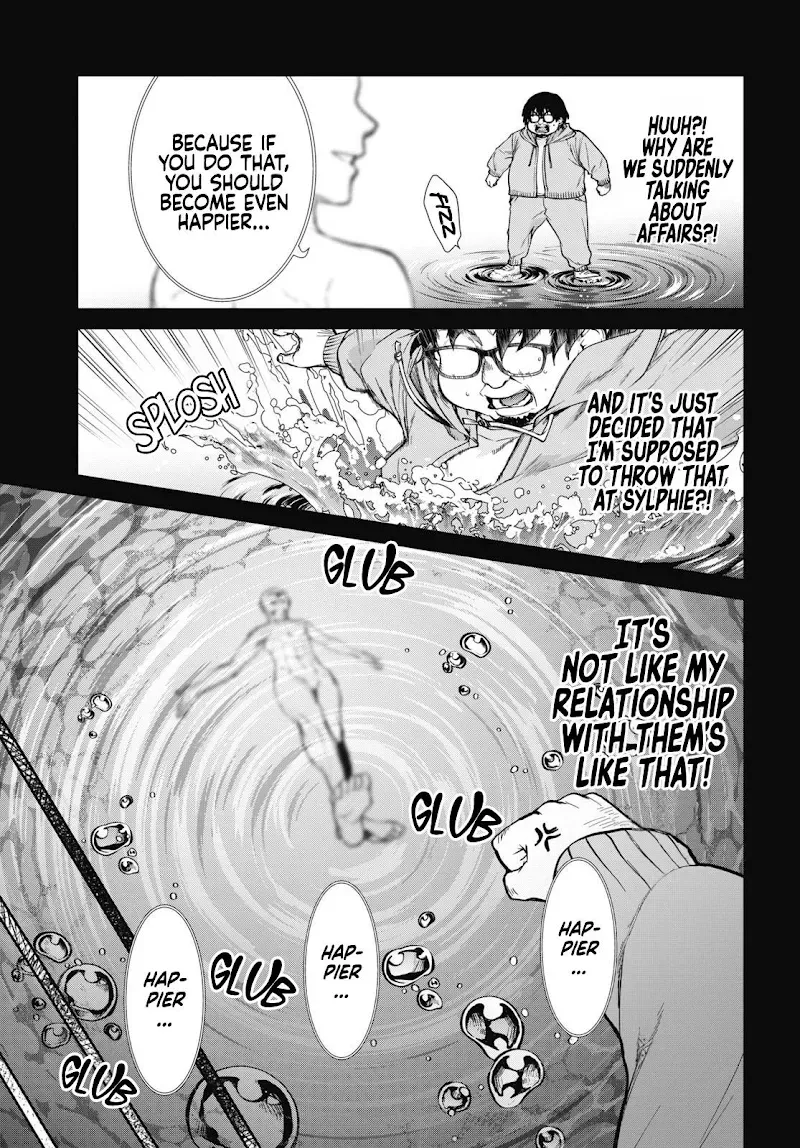 HUUH?!
WHY ARE
WE SUDDENLY
TALKING
ABOUT
AFFAIRS?!
FIZZ
BECAUSE IF
YOU DO THAT,
YOU SHOULD
BECOME EVEN
HAPPIER...
AND IT'S JUST
DECIDED THAT
I'M SUPPOSED
TO THROW THAT
AT SYLPHIE?!
SPLOSH
GLUB
GLUB
IT'S
NOT LIKE MY
RELATIONSHIP
WITH THEM'S
LIKE THAT!
GLUB
HAP-
PIER
...
HAP-
PIER
...
GLUB
HAP-
PIER
...
GLUB